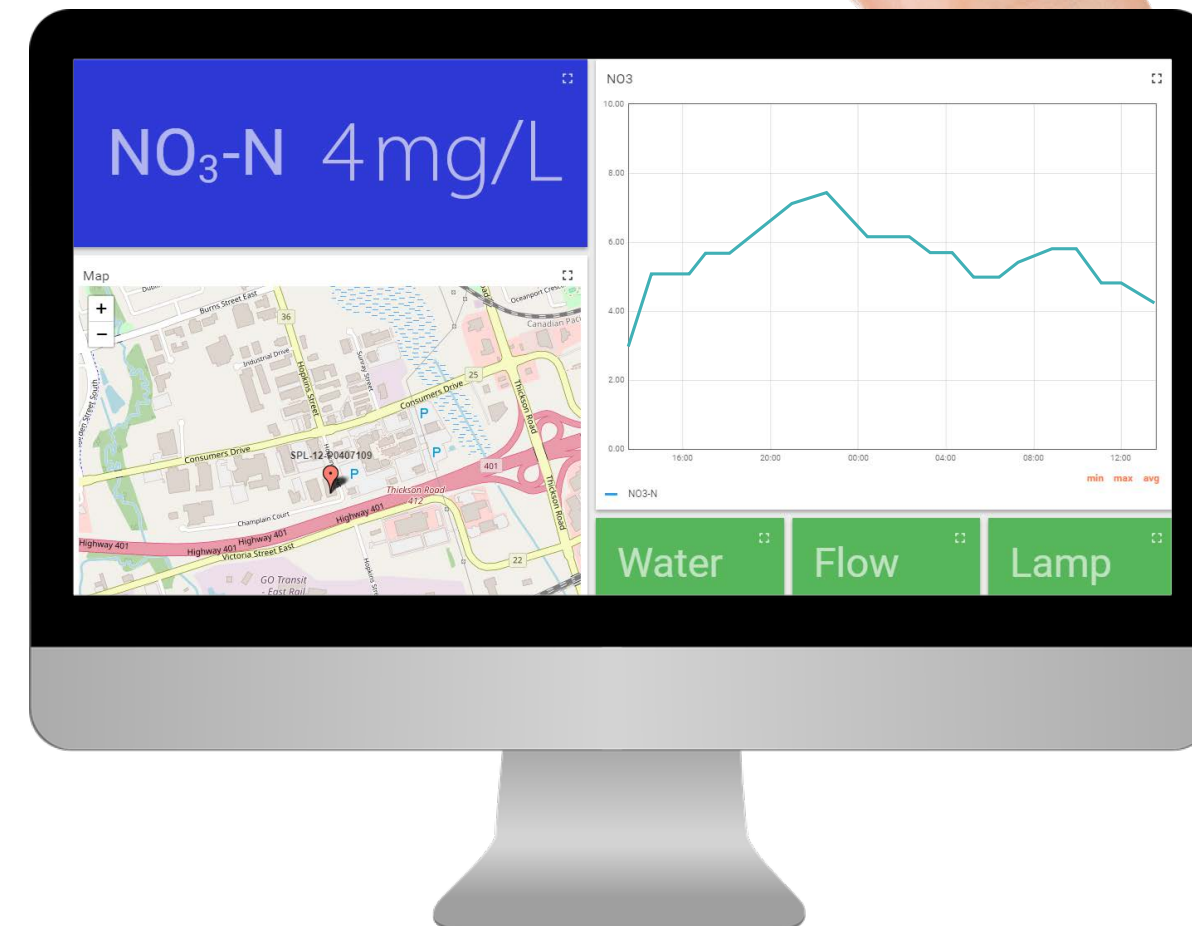 NO₃-N 4mg/L
Map
+
−
Burns Street East
36
Oceanport
Canadian
Industrial Drive
Hopkins Street
Sunray Street
25
Consumers Drive
Thickson Road
P
Consumers Drive
SPL-12-P0407109
P
P
401
Thickson Road
412
Champlain Court
Highway 401
Thickson Road
Highway 401
Highway 401
Victoria Street East
22
GO Transit
- East Rail
NO3
10.00
8.00
6.00
4.00
2.00
0.00
16:00 20:00 00:00 04:00 08:00 12:00
min max avg
NO3-N
Water
Flow
Lamp